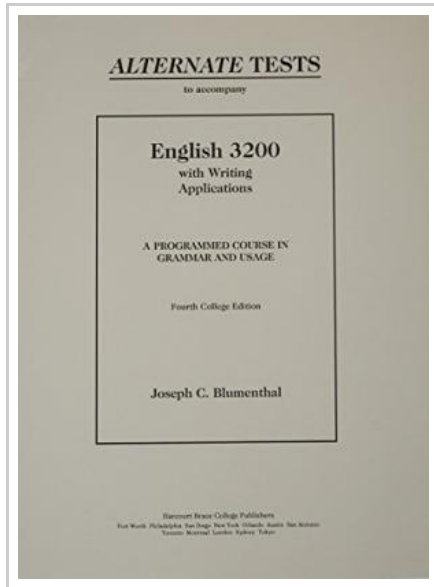 ALTERNATE TESTS
to accompany
English 3200
with Writing
Applications
A PROGRAMMED COURSE IN
GRAMMAR AND USAGE
Fourth College Edition
Joseph C. Blumenthal
Harcourt Brace College Publishers
Fort Worth Philadelphia San Diego New York Orlando Austin San Antonio
Toronto Montreal London Sydney Tokyo